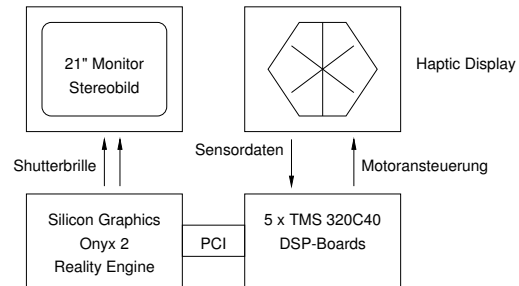 21" Monitor
Stereobild
Haptic Display
Shutterbrille
Sensordaten
Motoransteuerung
Silicon Graphics
Onyx 2
Reality Engine
PCI
5 x TMS 320C40
DSP-Boards